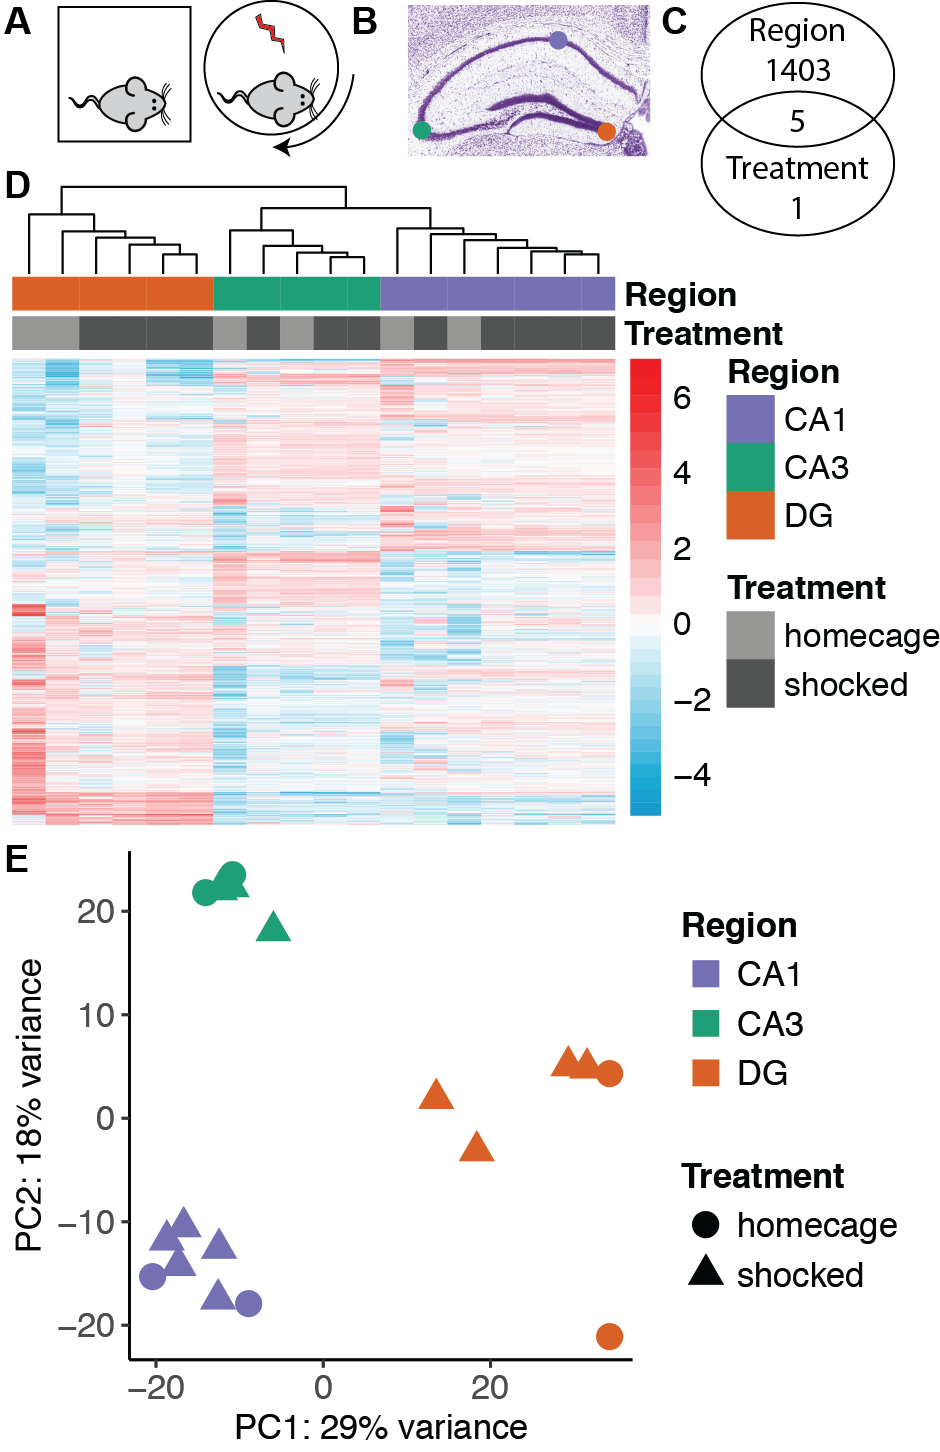 A
B
C
Region
1403
5
Treatment
1
D
Region
Treatment
6
4
2
0
−2
−4
Region
CA1
CA3
DG
Treatment
homecage
shocked
E
20
10
0
−10
−20
PC2: 18% variance
−20 0 20
PC1: 29% variance
Region
CA1
CA3
DG
Treatment
homecage
shocked